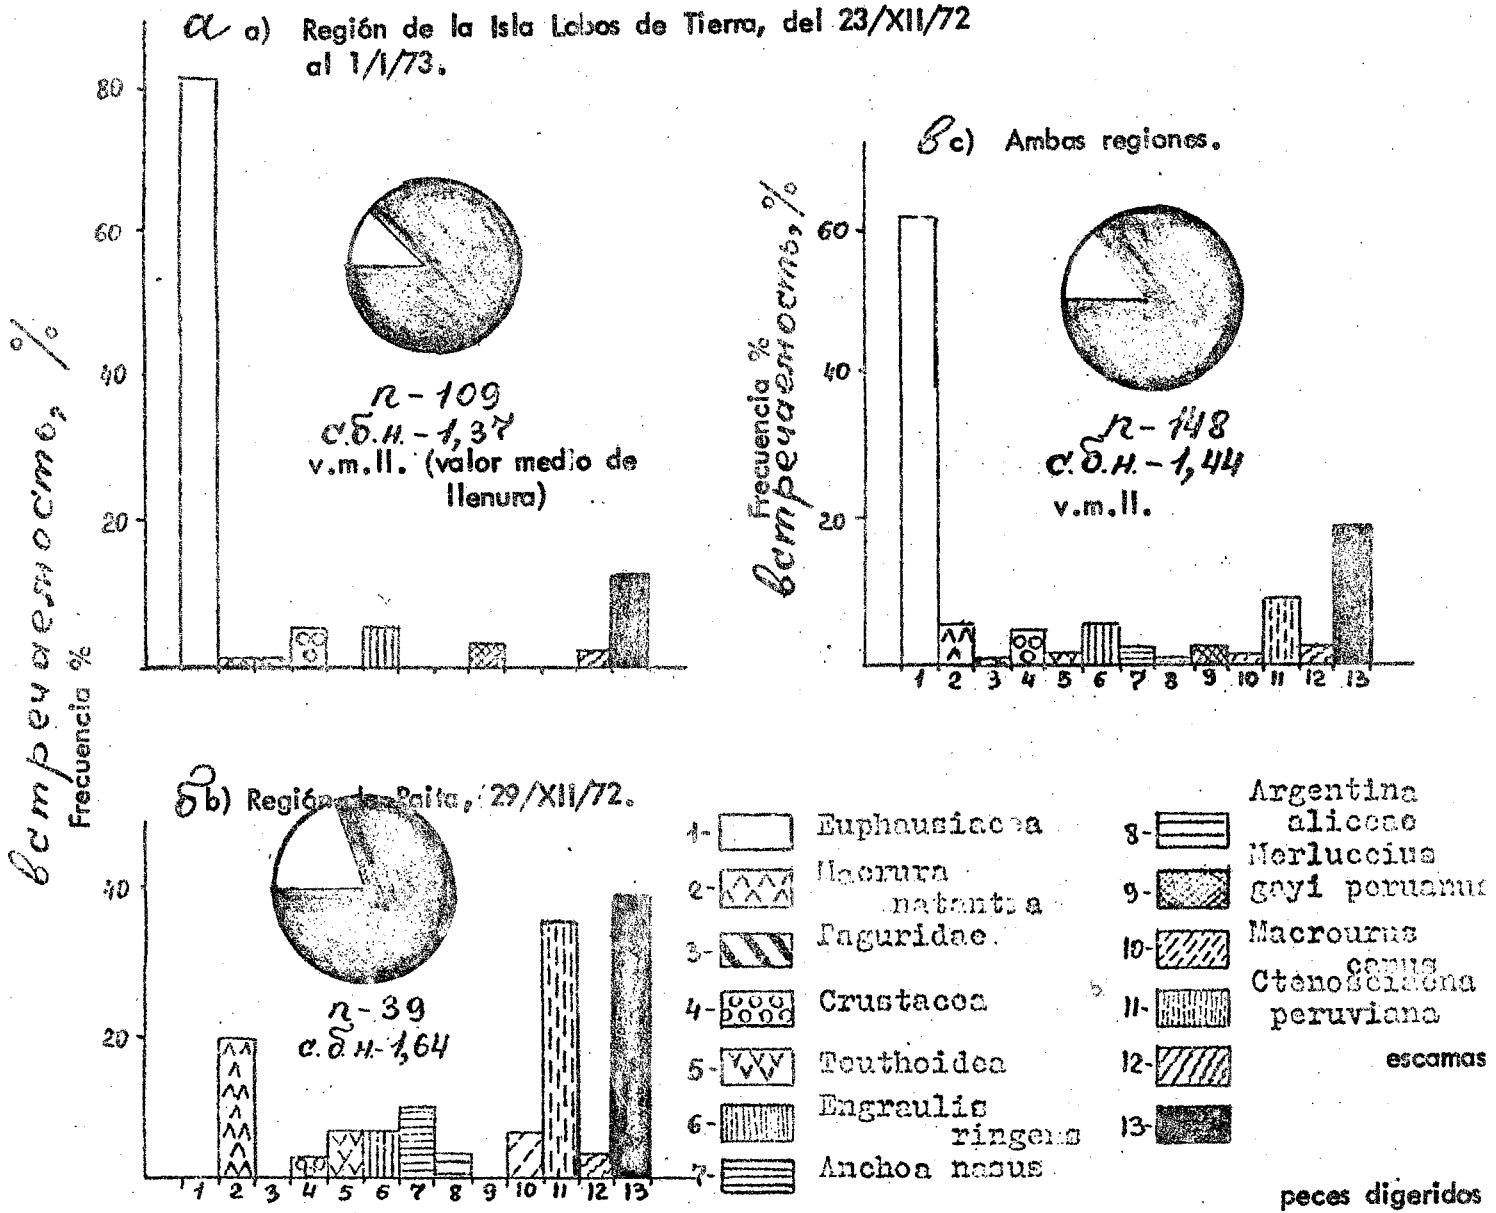 а a) Región de la Isla Lobos de Tierra, del 23/XII/72
al 1/I/73.
80
60
40
20
встречаемость, %
Frecuencia %
n-109
с.б.н.-1,37
v.m.ll. (valor medio de
llenura)
в c) Ambas regiones.
60
40
20
Frecuencia %
встречаемость, %
n-148
с.б.н.-1,44
v.m.ll.
1 2 3 4 5 6 7 8 9 10 11 12 13
б b) Región de Paita, 29/XII/72.
40
20
n-39
с.б.н-1,64
1 2 3 4 5 6 7 8 9 10 11 12 13
1- Euphausiacea
2- Macrura
natantia
3- Paguridae.
4- Crustacea
5- Teuthoidea
6- Engraulis
ringens
7- Anchoa nasus
8- Argentina
aliceae
9- Merluccius
gayi peruanus
10- Macrourus
canus
11- Ctenosciaena
peruviana
12- escamas
13-
peces digeridos